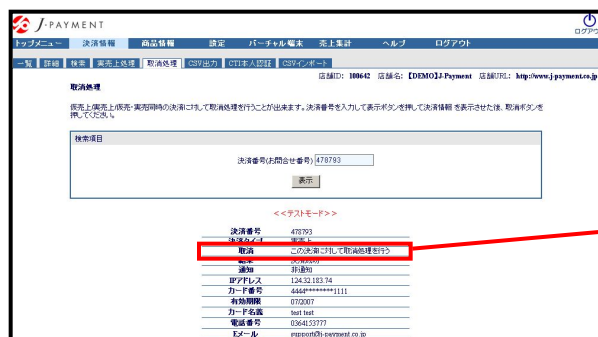 J-PAYMENT
ログアウ
トップメニュー 決済情報 商品情報 設定 バーチャル端末 売上集計 ヘルプ ログアウト
一覧 詳細 検索 実売上処理 取消処理 CSV出力 CTI本人認証 CSVインポート
店舗ID: 100642 店舗名: 【DEMO】J-Payment 店舗URL: http://www.j-payment.co.jp
取消処理
仮売上/実売上/仮売・実売同時の決済に対して取消処理を行うことが出来ます。決済番号を入力して表示ボタンを押して決済情報 を表示させた後、取消ボタンを
押してください。
検索項目
決済番号(お問合せ番号) 478793
表示
<<テストモード>>
決済番号 478793
決済タイプ 実売上
取消 この決済に対して取消処理を行う
結果 決済成功
通知 非通知
IPアドレス 124.32.183.74
カード番号 4444********1111
有効期限 07/2007
カード名義 test test
電話番号 0364153777
Eメール support@j-payment.co.jp